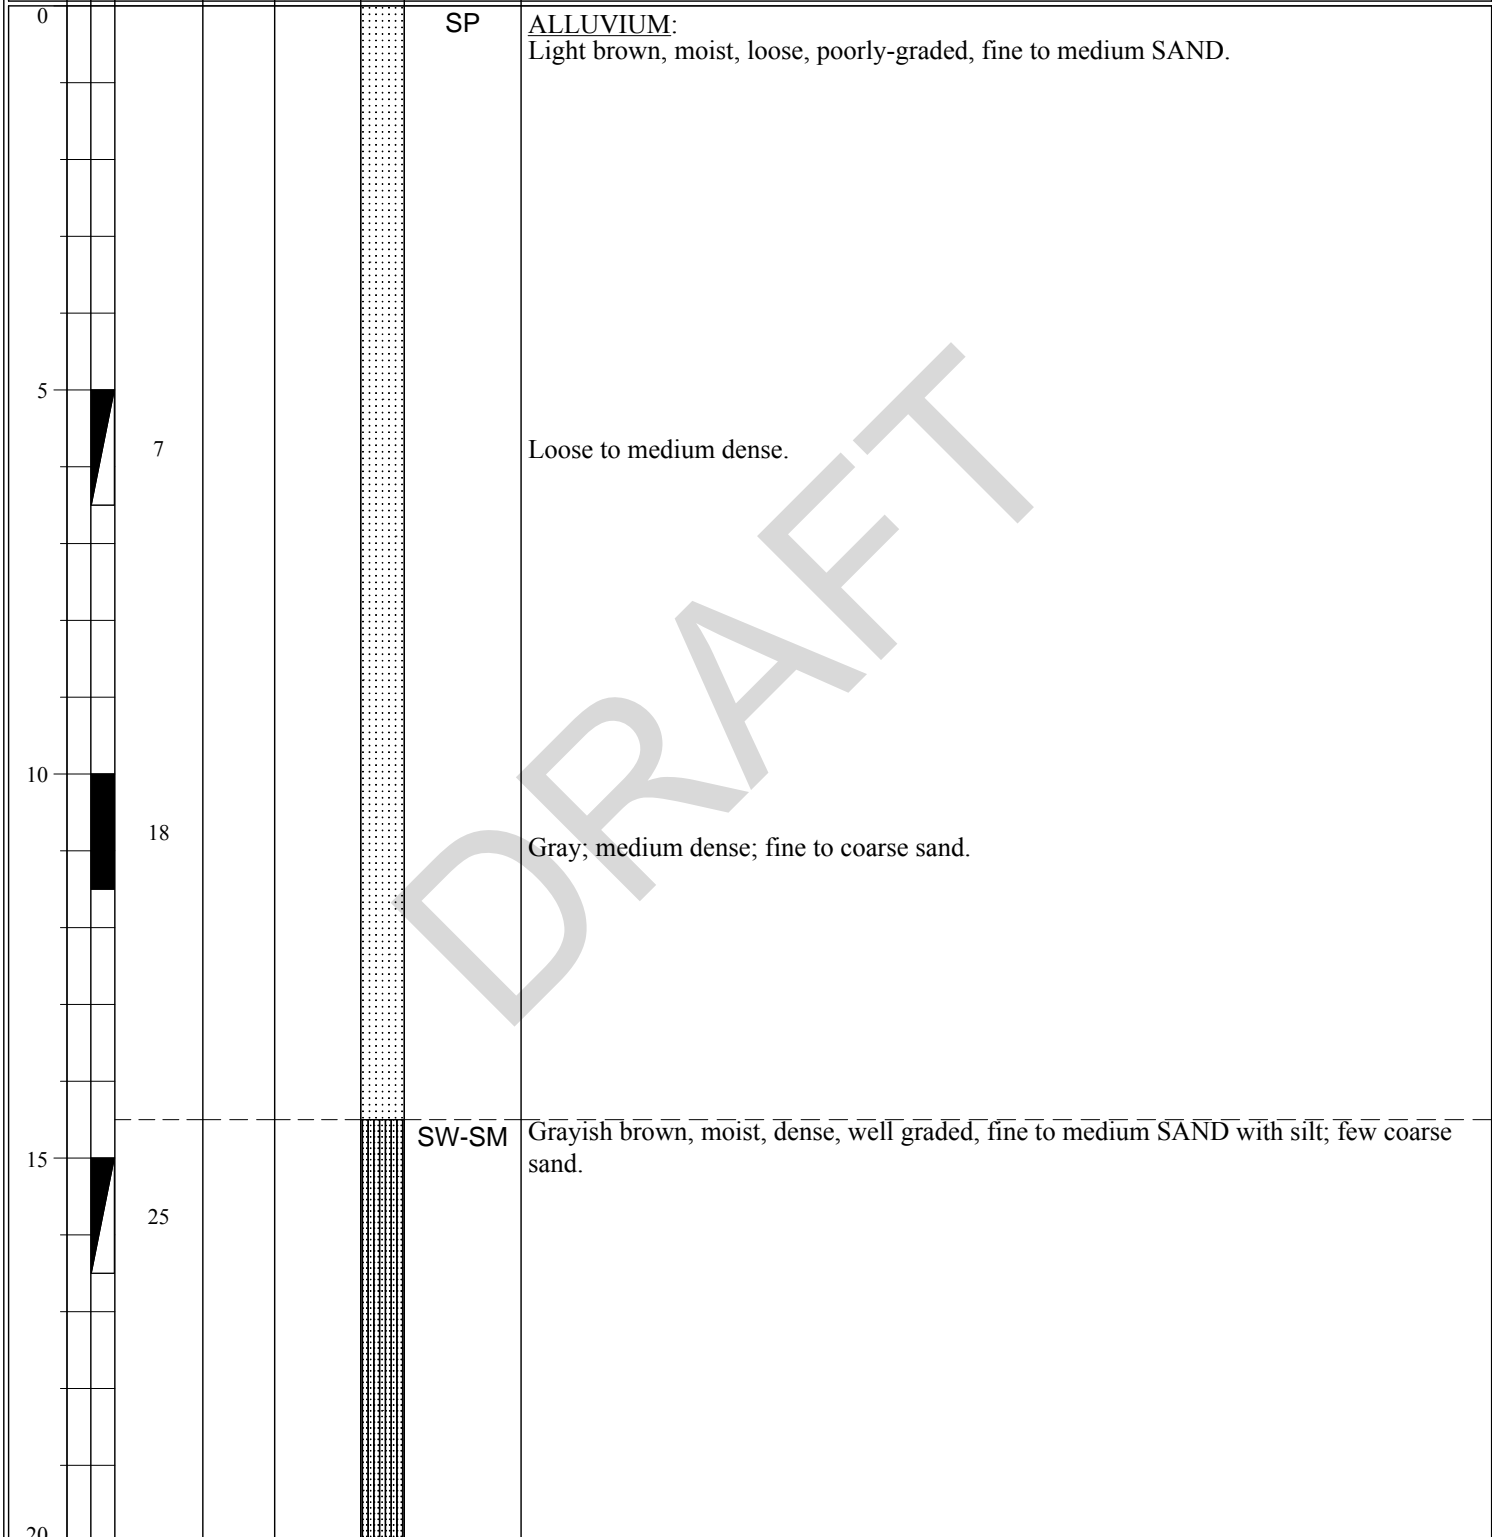 0
SP
ALLUVIUM:
Light brown, moist, loose, poorly-graded, fine to medium SAND.
5
7
Loose to medium dense.
10
18
Gray; medium dense; fine to coarse sand.
DRAFT
SW-SM
Grayish brown, moist, dense, well graded, fine to medium SAND with silt; few coarse
sand.
15
25
20